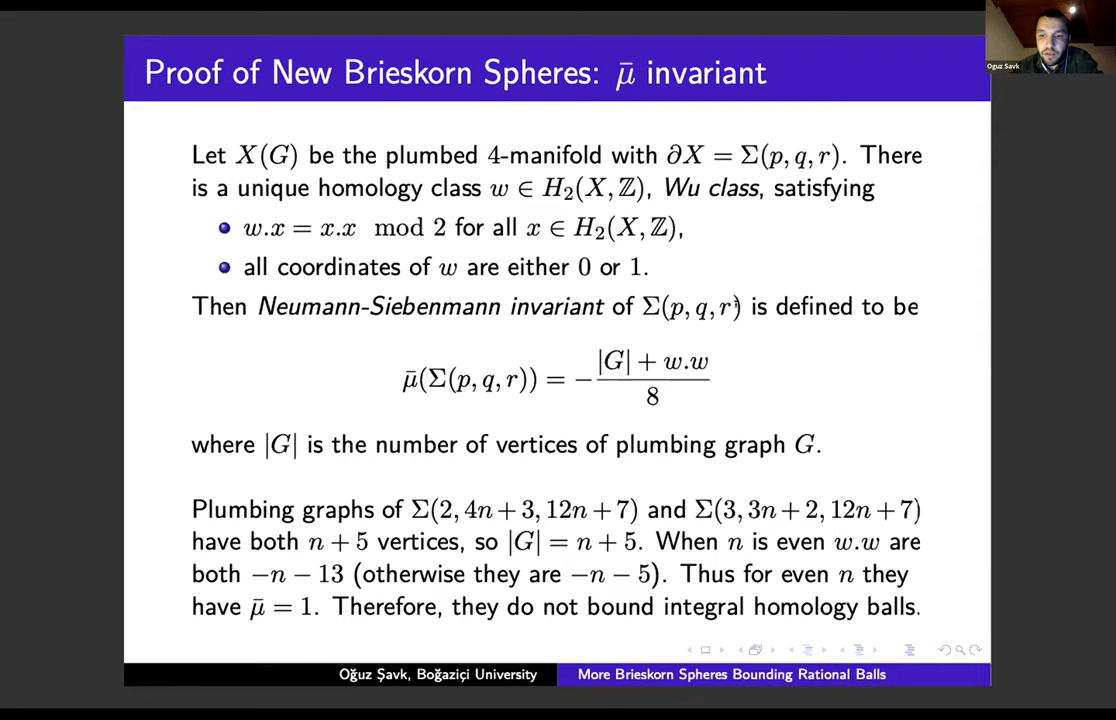 Oguz Savk
Proof of New Brieskorn Spheres: μ̄ invariant
Let X(G) be the plumbed 4-manifold with ∂X = Σ(p, q, r). There
is a unique homology class w ∈ H₂(X, ℤ), Wu class, satisfying
w.x = x.x mod 2 for all x ∈ H₂(X, ℤ),
all coordinates of w are either 0 or 1.
Then Neumann-Siebenmann invariant of Σ(p, q, r) is defined to be
μ̄(Σ(p, q, r)) = − (|G| + w.w) / 8
where |G| is the number of vertices of plumbing graph G.
Plumbing graphs of Σ(2, 4n + 3, 12n + 7) and Σ(3, 3n + 2, 12n + 7)
have both n + 5 vertices, so |G| = n + 5. When n is even w.w are
both −n − 13 (otherwise they are −n − 5). Thus for even n they
have μ̄ = 1. Therefore, they do not bound integral homology balls.
Oğuz Şavk, Boğaziçi University
More Brieskorn Spheres Bounding Rational Balls